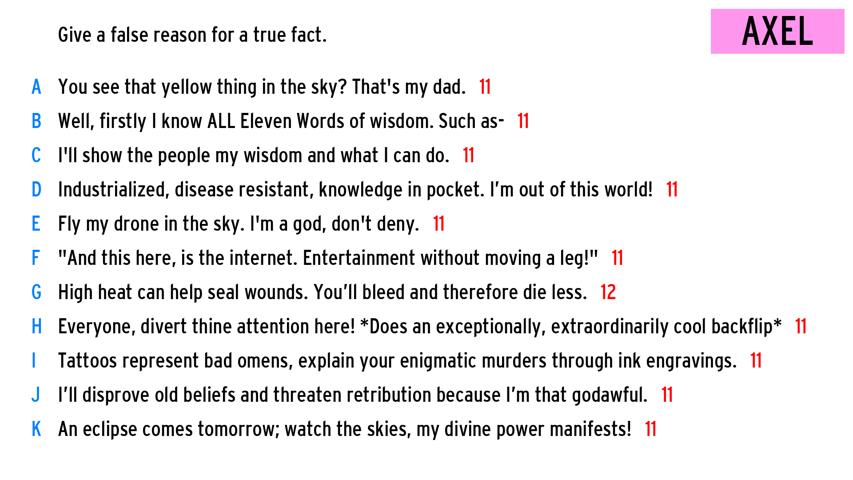 Give a false reason for a true fact.
AXEL
A You see that yellow thing in the sky? That's my dad. 11
B Well, firstly I know ALL Eleven Words of wisdom. Such as- 11
C I'll show the people my wisdom and what I can do. 11
D Industrialized, disease resistant, knowledge in pocket. I’m out of this world! 11
E Fly my drone in the sky. I'm a god, don't deny. 11
F "And this here, is the internet. Entertainment without moving a leg!" 11
G High heat can help seal wounds. You’ll bleed and therefore die less. 12
H Everyone, divert thine attention here! *Does an exceptionally, extraordinarily cool backflip* 11
I Tattoos represent bad omens, explain your enigmatic murders through ink engravings. 11
J I’ll disprove old beliefs and threaten retribution because I’m that godawful. 11
K An eclipse comes tomorrow; watch the skies, my divine power manifests! 11